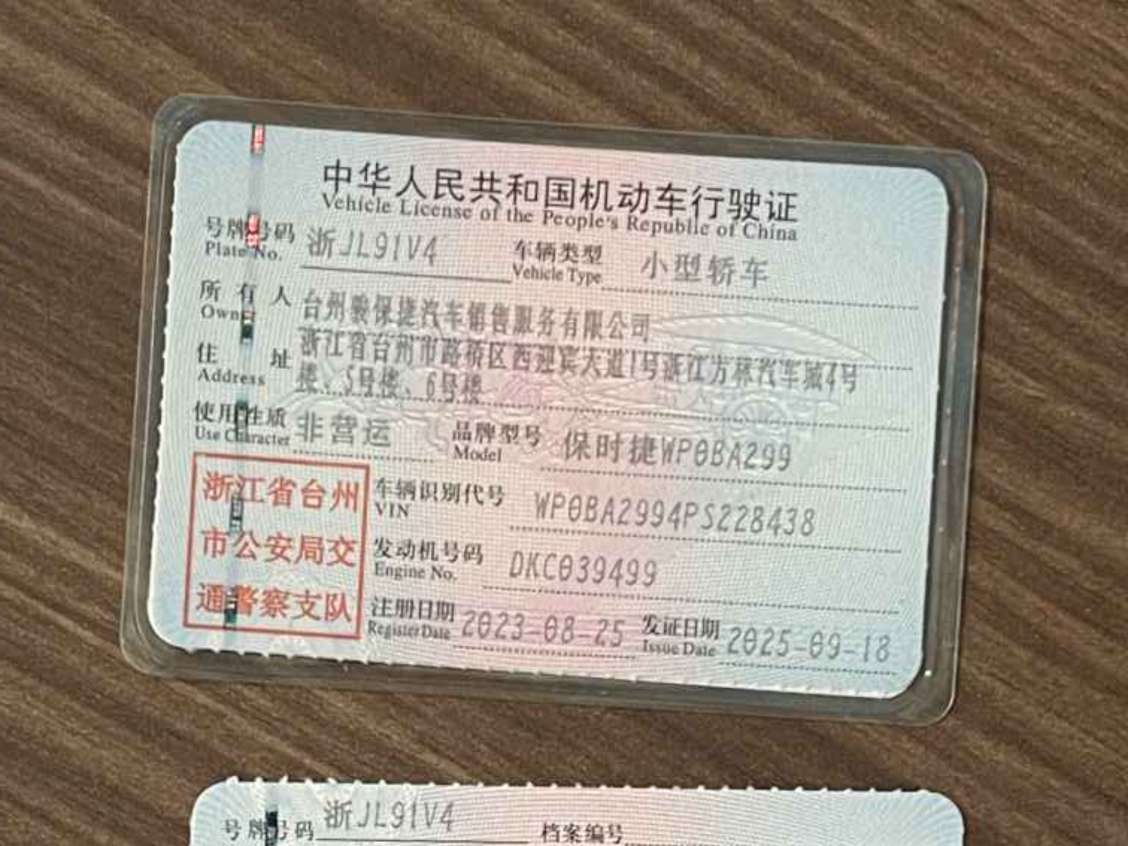 中华人民共和国机动车行驶证
Vehicle License of the People's Republic of China
号牌号码 浙JL91V4 车辆类型 小型轿车
Plate No. Vehicle Type
所有人 台州骏保捷汽车销售服务有限公司
Owner
住址 浙江省台州市路桥区西迎宾大道1号浙江方林汽车城4号
Address 楼、5号楼、6号楼
使用性质 非营运 品牌型号 保时捷WP0BA299
Use Character Model
浙江省台州
市公安局交
通警察支队
车辆识别代号 WP0BA2994PS228438
VIN
发动机号码 DKC039499
Engine No.
注册日期 2023-08-25 发证日期 2025-09-18
Register Date Issue Date
号牌号码 浙JL91V4 档案编号